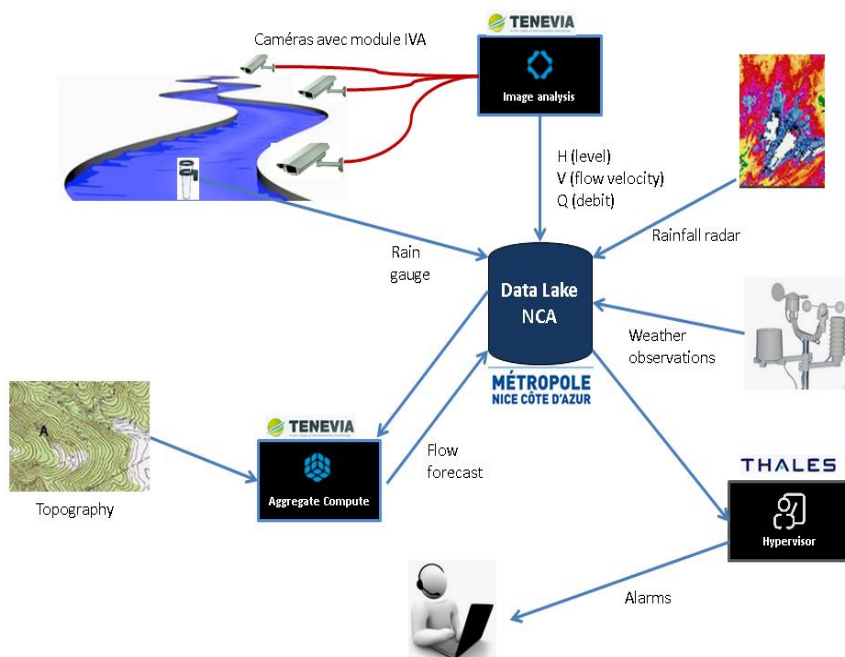 TENEVIA
Caméras avec module IVA
Image analysis
H (level)
V (flow velocity)
Q (debit)
Rainfall radar
Rain
gauge
Data Lake
NCA
Weather
observations
MÉTROPOLE
NICE CÔTE D'AZUR
TENEVIA
Flow
forecast
THALES
A
Aggregate Compute
Topography
Hypervisor
Alarms